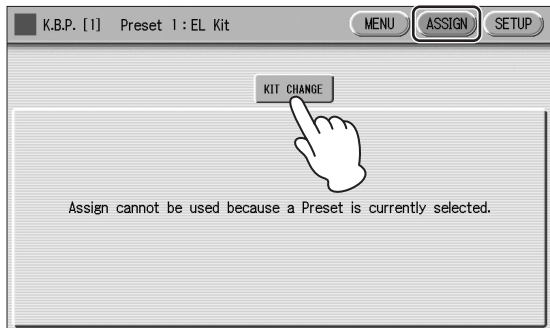 K.B.P. [1] Preset 1:EL Kit MENU ASSIGN SETUP
KIT CHANGE
Assign cannot be used because a Preset is currently selected.